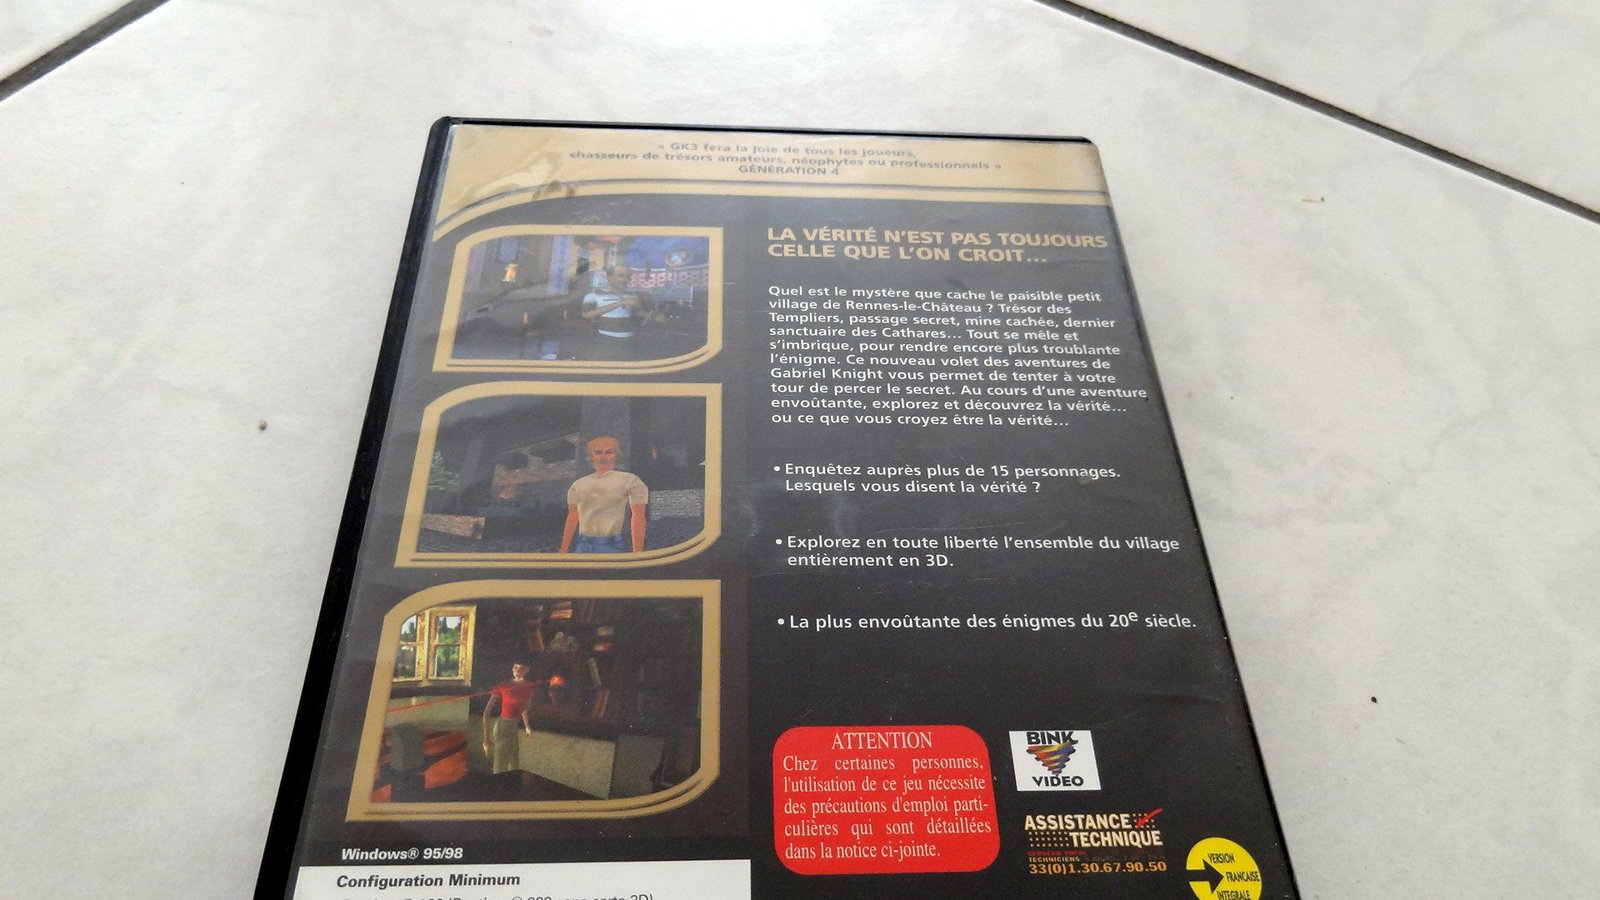 « GK3 fera la joie de tous les joueurs,
chasseurs de trésors amateurs, néophytes ou professionnels »
GÉNÉRATION 4
LA VÉRITÉ N'EST PAS TOUJOURS
CELLE QUE L'ON CROIT...
Quel est le mystère que cache le paisible petit
village de Rennes-le-Château ? Trésor des
Templiers, passage secret, mine cachée, dernier
sanctuaire des Cathares... Tout se mêle et
s'imbrique, pour rendre encore plus troublante
l'énigme. Ce nouveau volet des aventures de
Gabriel Knight vous permet de tenter à votre
tour de percer le secret. Au cours d'une aventure
envoûtante, explorez et découvrez la vérité...
ou ce que vous croyez être la vérité...
• Enquêtez auprès plus de 15 personnages.
Lesquels vous disent la vérité ?
• Explorez en toute liberté l'ensemble du village
entièrement en 3D.
• La plus envoûtante des énigmes du 20e siècle.
ATTENTION
Chez certaines personnes,
l'utilisation de ce jeu nécessite
des précautions d'emploi parti-
culières qui sont détaillées
dans la notice ci-jointe.
BINK
VIDEO
ASSISTANCE
TECHNIQUE
TECHNICIENS
33(0)1.30.67.90.50
VERSION
FRANÇAISE
INTÉGRALE
Windows® 95/98
Configuration Minimum